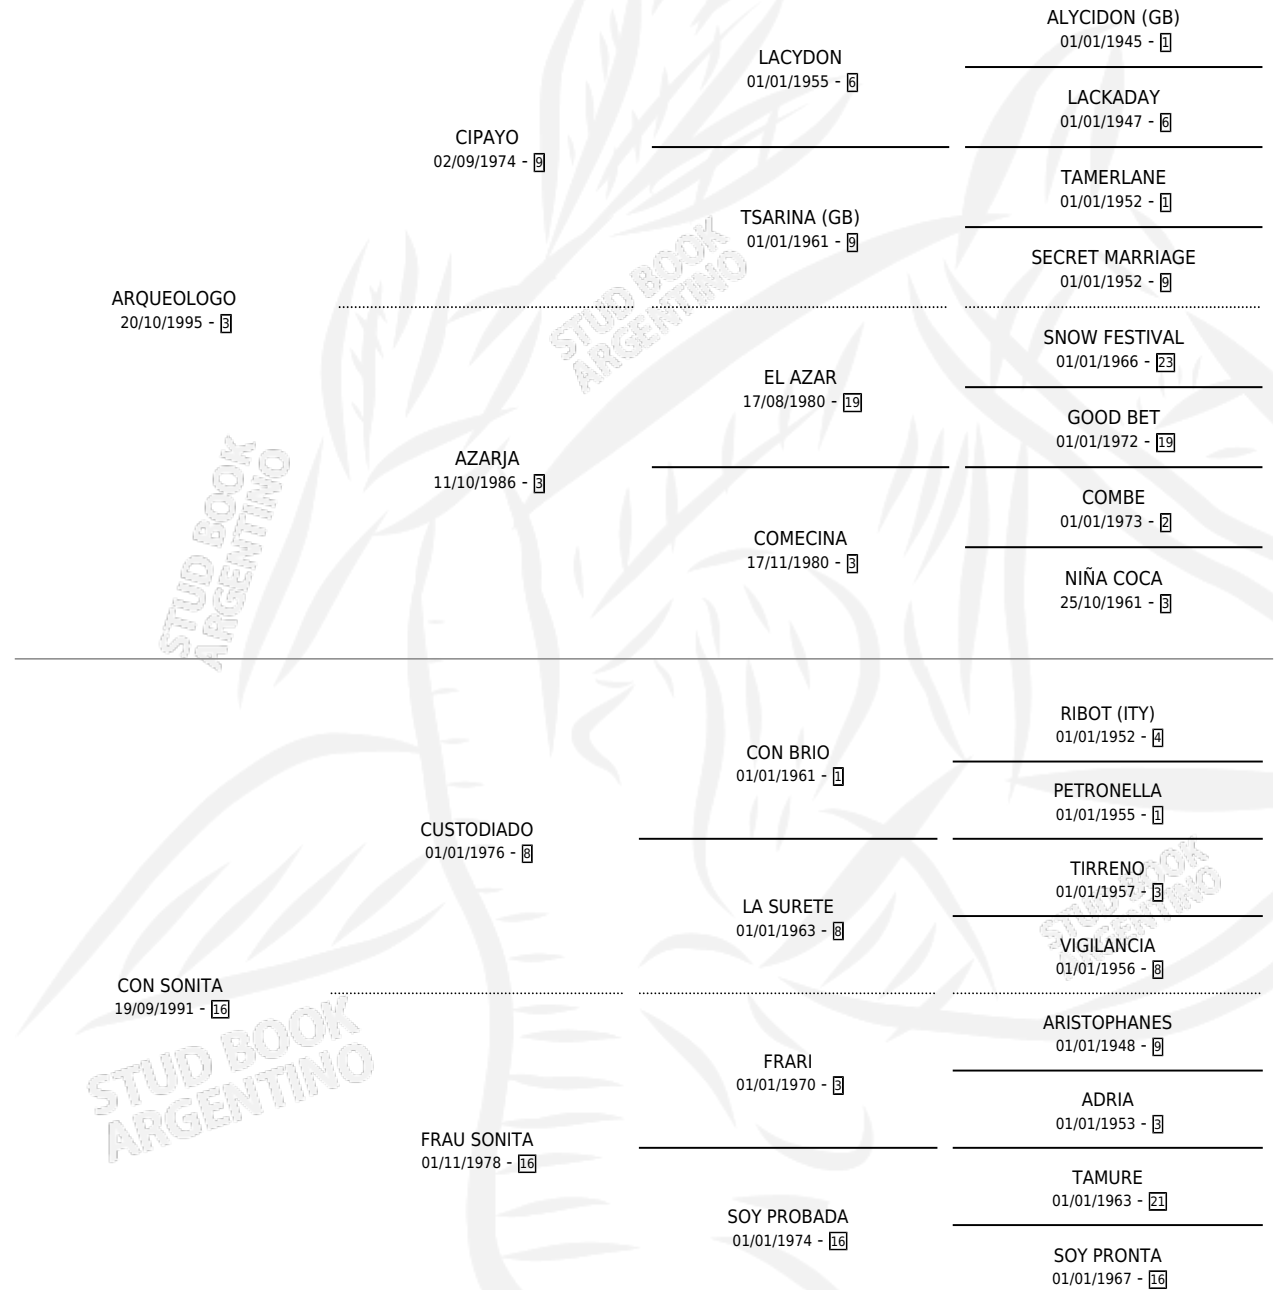 ALYCIDON (GB)
01/01/1945 - 1
LACYDON
01/01/1955 - 6
LACKADAY
01/01/1947 - 6
CIPAYO
02/09/1974 - 9
TAMERLANE
01/01/1952 - 1
TSARINA (GB)
01/01/1961 - 9
SECRET MARRIAGE
01/01/1952 - 9
ARQUEOLOGO
20/10/1995 - 3
SNOW FESTIVAL
01/01/1966 - 23
EL AZAR
17/08/1980 - 19
GOOD BET
01/01/1972 - 19
AZARJA
11/10/1986 - 3
COMBE
01/01/1973 - 2
COMECINA
17/11/1980 - 3
NIÑA COCA
25/10/1961 - 3
RIBOT (ITY)
01/01/1952 - 4
CON BRIO
01/01/1961 - 1
PETRONELLA
01/01/1955 - 1
CUSTODIADO
01/01/1976 - 8
TIRRENO
01/01/1957 - 3
LA SURETE
01/01/1963 - 8
VIGILANCIA
01/01/1956 - 8
CON SONITA
19/09/1991 - 16
ARISTOPHANES
01/01/1948 - 9
FRARI
01/01/1970 - 3
ADRIA
01/01/1953 - 3
FRAU SONITA
01/11/1978 - 16
TAMURE
01/01/1963 - 21
SOY PROBADA
01/01/1974 - 16
SOY PRONTA
01/01/1967 - 16
STUD BOOK
ARGENTINO
STUD BOOK
ARGENTINO
STUD BOOK
ARGENTINO
STUD BOOK
ARGENTINO